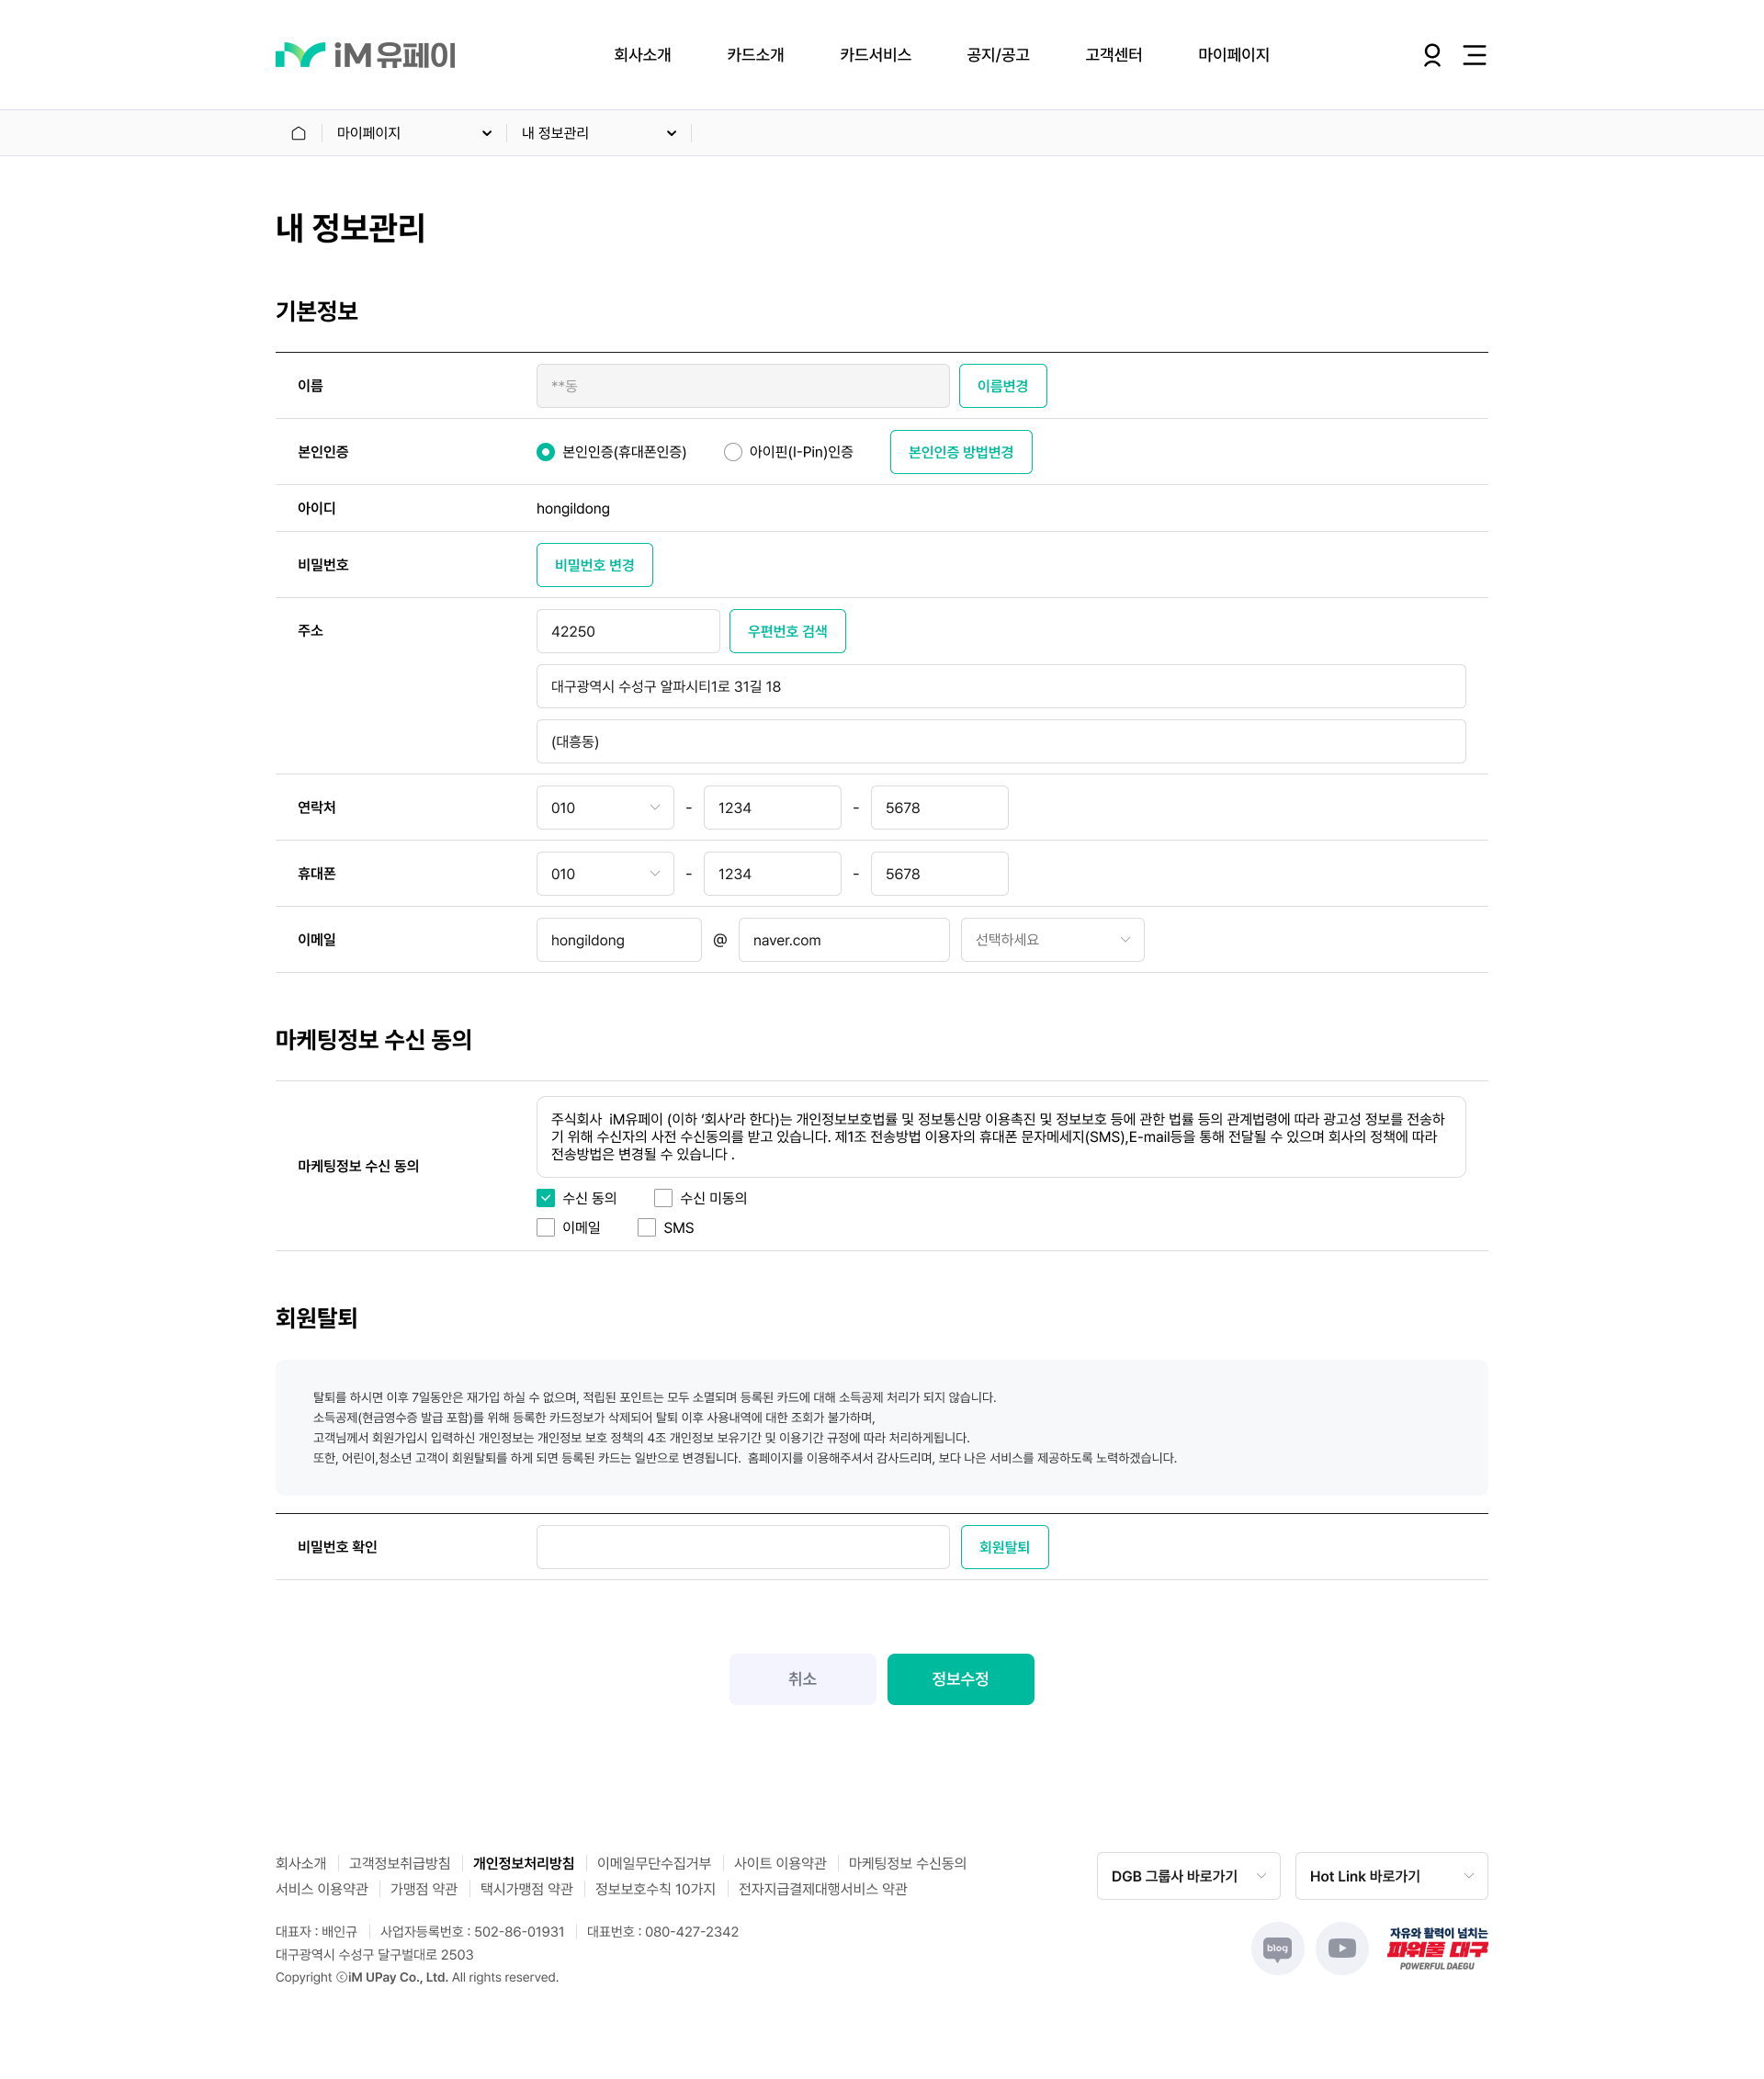 iM유페이
회사소개 카드소개 카드서비스 공지/공고 고객센터 마이페이지
마이페이지 내 정보관리
내 정보관리
기본정보
이름 **동 이름변경
본인인증 본인인증(휴대폰인증) 아이핀(I-Pin)인증 본인인증 방법변경
아이디 hongildong
비밀번호 비밀번호 변경
주소 42250 우편번호 검색
대구광역시 수성구 알파시티1로 31길 18
(대흥동)
연락처 010 - 1234 - 5678
휴대폰 010 - 1234 - 5678
이메일 hongildong @ naver.com 선택하세요
마케팅정보 수신 동의
주식회사  iM유페이 (이하 ‘회사’라 한다)는 개인정보보호법률 및 정보통신망 이용촉진 및 정보보호 등에 관한 법률 등의 관계법령에 따라 광고성 정보를 전송하
기 위해 수신자의 사전 수신동의를 받고 있습니다. 제1조 전송방법 이용자의 휴대폰 문자메세지(SMS),E-mail등을 통해 전달될 수 있으며 회사의 정책에 따라
전송방법은 변경될 수 있습니다 .
마케팅정보 수신 동의
수신 동의 수신 미동의
이메일 SMS
회원탈퇴
탈퇴를 하시면 이후 7일동안은 재가입 하실 수 없으며, 적립된 포인트는 모두 소멸되며 등록된 카드에 대해 소득공제 처리가 되지 않습니다.
소득공제(현금영수증 발급 포함)를 위해 등록한 카드정보가 삭제되어 탈퇴 이후 사용내역에 대한 조회가 불가하며,
고객님께서 회원가입시 입력하신 개인정보는 개인정보 보호 정책의 4조 개인정보 보유기간 및 이용기간 규정에 따라 처리하게됩니다.
또한, 어린이,청소년 고객이 회원탈퇴를 하게 되면 등록된 카드는 일반으로 변경됩니다.  홈페이지를 이용해주셔서 감사드리며, 보다 나은 서비스를 제공하도록 노력하겠습니다.
비밀번호 확인 회원탈퇴
취소 정보수정
회사소개 고객정보취급방침 개인정보처리방침 이메일무단수집거부 사이트 이용약관 마케팅정보 수신동의
서비스 이용약관 가맹점 약관 택시가맹점 약관 정보보호수칙 10가지 전자지급결제대행서비스 약관
DGB 그룹사 바로가기 Hot Link 바로가기
대표자 : 배인규 사업자등록번호 : 502-86-01931 대표번호 : 080-427-2342
대구광역시 수성구 달구벌대로 2503
Copyright ⓒiM UPay Co., Ltd. All rights reserved.
blog
자유와 활력이 넘치는
파워풀 대구
POWERFUL DAEGU